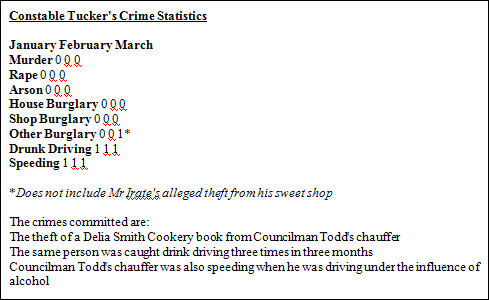 Constable Tucker's Crime Statistics
January February March
Murder 0 0 0
Rape 0 0 0
Arson 0 0 0
House Burglary 0 0 0
Shop Burglary 0 0 0
Other Burglary 0 0 1*
Drunk Driving 1 1 1
Speeding 1 1 1
*Does not include Mr Irate's alleged theft from his sweet shop
The crimes committed are:
The theft of a Delia Smith Cookery book from Councilman Todd's chauffer
The same person was caught drink driving three times in three months
Councilman Todd's chauffer was also speeding when he was driving under the influence of
alcohol